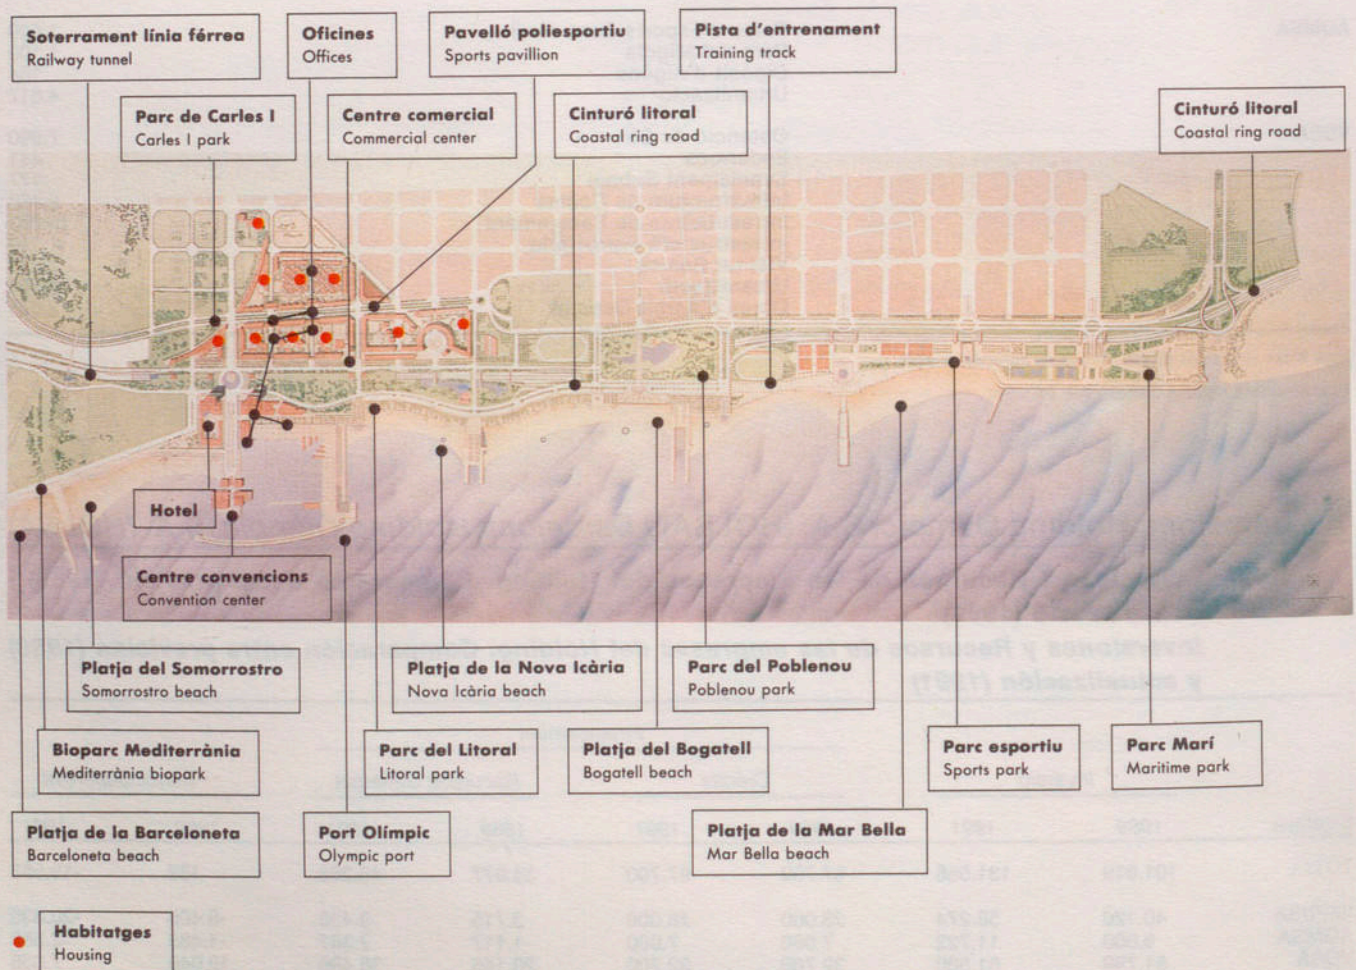 Soterrament línia férrea
Railway tunnel
Oficines
Offices
Pavelló poliesportiu
Sports pavillion
Pista d'entrenament
Training track
Parc de Carles I
Carles I park
Centre comercial
Commercial center
Cinturó litoral
Coastal ring road
Cinturó litoral
Coastal ring road
Hotel
Centre convencions
Convention center
Platja del Somorrostro
Somorrostro beach
Platja de la Nova Icària
Nova Icària beach
Parc del Poblenou
Poblenou park
Bioparc Mediterrània
Mediterrània biopark
Parc del Litoral
Litoral park
Platja del Bogatell
Bogatell beach
Parc esportiu
Sports park
Parc Marí
Maritime park
Platja de la Barceloneta
Barceloneta beach
Port Olímpic
Olympic port
Platja de la Mar Bella
Mar Bella beach
Habitatges
Housing